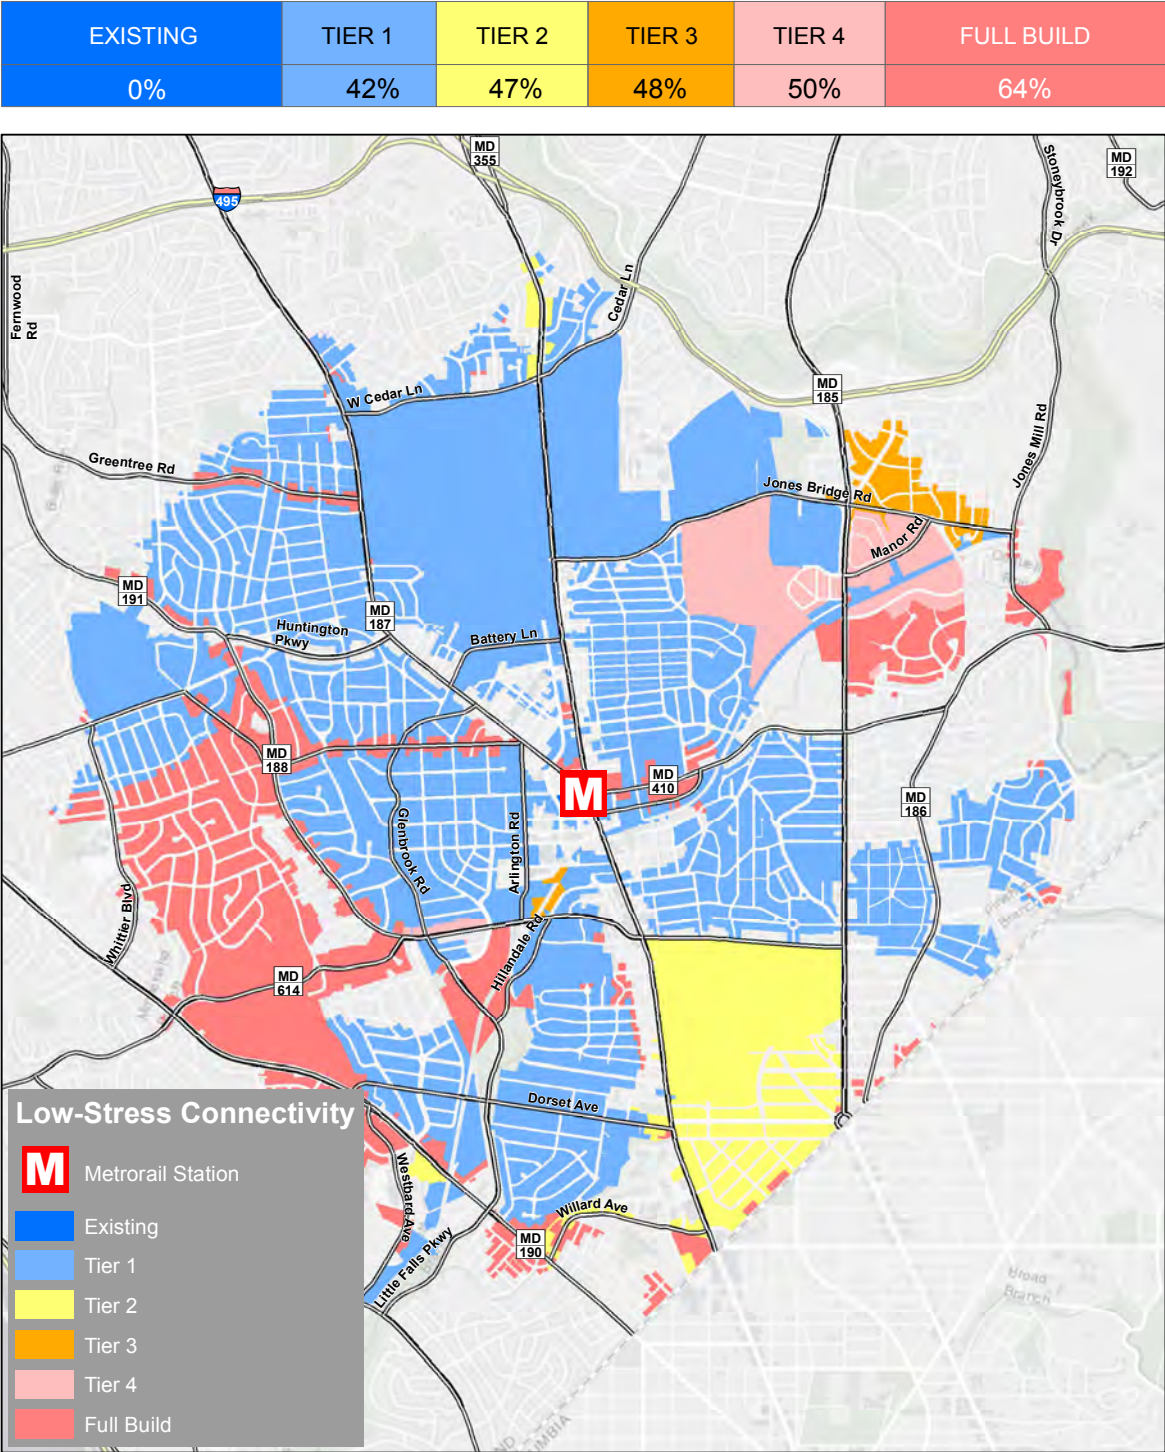 EXISTING TIER 1 TIER 2 TIER 3 TIER 4 FULL BUILD
0% 42% 47% 48% 50% 64%
MD
355
MD
192
Stoneybrook Dr
495
Cedar Ln
Fernwood
Rd
MD
185
W Cedar Ln
Jones Mill Rd
Greentree Rd
Jones Bridge Rd
Manor Rd
MD
191
MD
187
Huntington
Pkwy
Battery Ln
MD
188
M
MD
410
MD
186
Glenbrook Rd
Arlington Rd
Whittier Blvd
Hillandale Rd
MD
614
Dorset Ave
Westbard Ave
Willard Ave
MD
190
Little Falls Pkwy
Broad
Branch
Low-Stress Connectivity
M Metrorail Station
Existing
Tier 1
Tier 2
Tier 3
Tier 4
Full Build